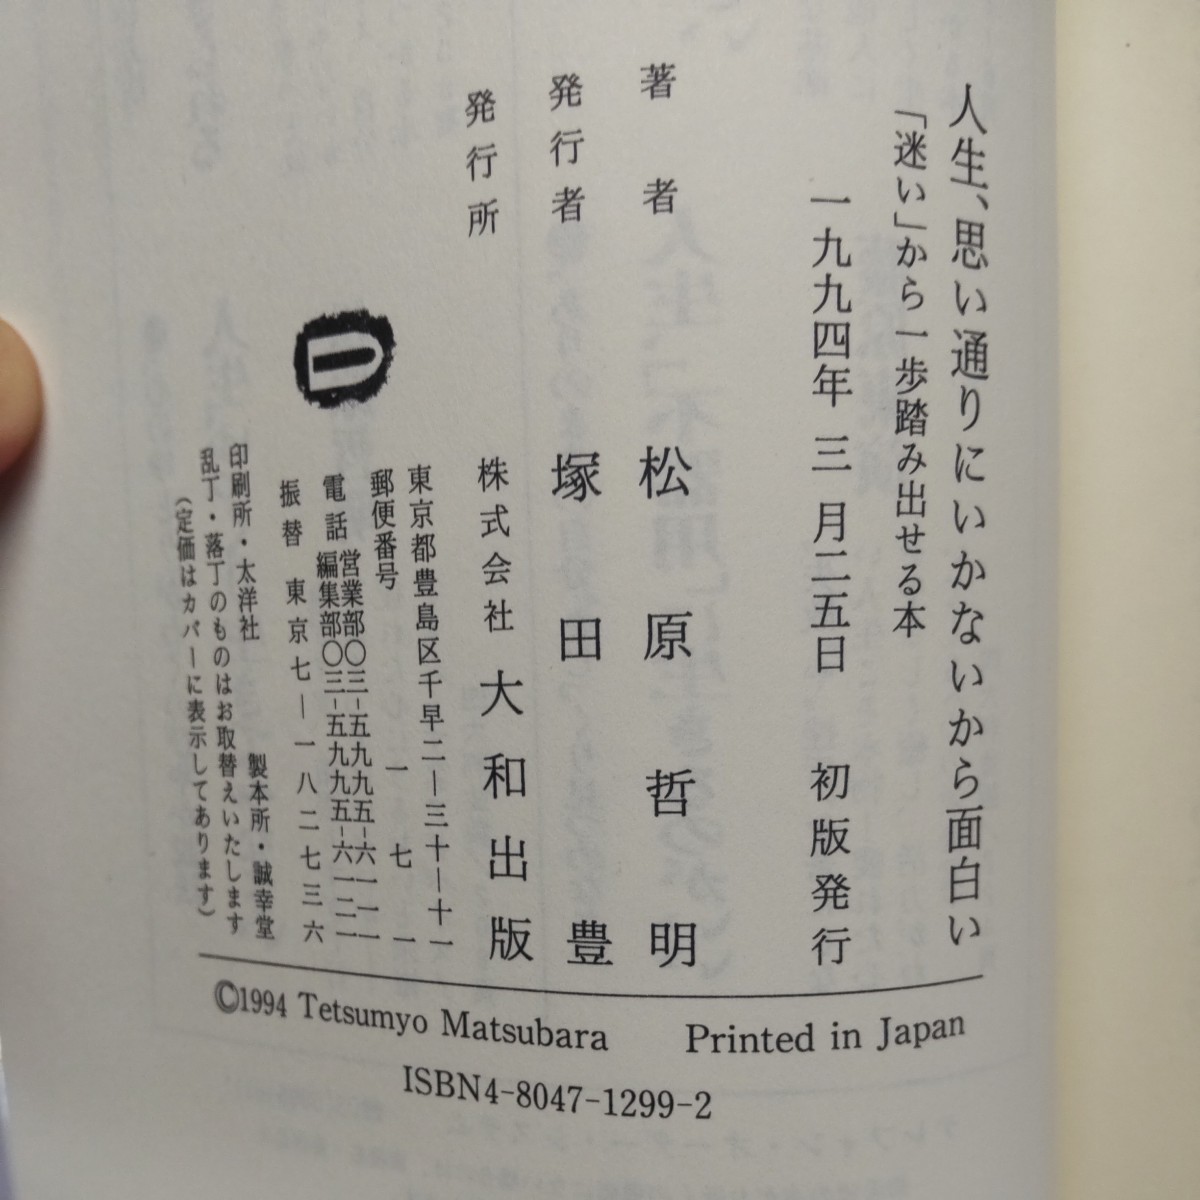 人生、思い通りにいかないから面白い
「迷い」から一歩踏み出せる本
一九九四年三月二五日　初版発行
著者　松原哲明
発行者　塚田豊
発行所　株式会社大和出版
東京都豊島区千早二―三十―十一
郵便番号　一七一
電話　営業部〇三-五九九五-六一一一
編集部〇三-五九九五-六一二一
振替　東京七―一八二七三六
印刷所・太洋社　製本所・誠幸堂
乱丁・落丁のものはお取替えいたします
（定価はカバーに表示してあります）
©1994 Tetsumyo Matsubara　Printed in Japan
ISBN4-8047-1299-2